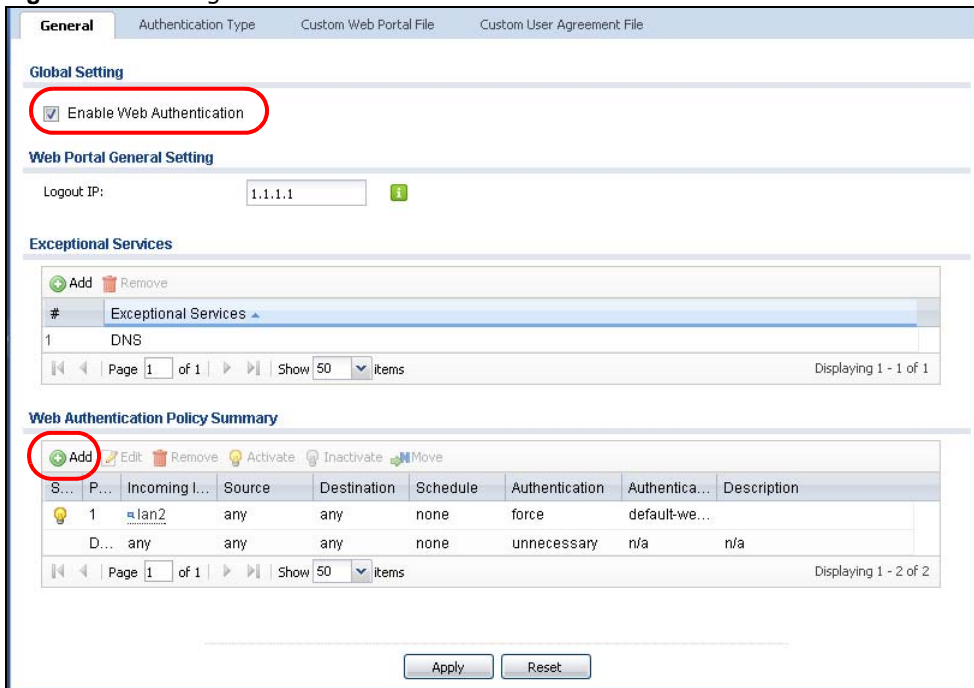 General Authentication Type Custom Web Portal File Custom User Agreement File
Global Setting
Enable Web Authentication
Web Portal General Setting
Logout IP: 1.1.1.1
Exceptional Services
Add Remove
# Exceptional Services
1 DNS
Page 1 of 1 Show 50 items Displaying 1 - 1 of 1
Web Authentication Policy Summary
Add Edit Remove Activate Inactivate Move
S... P... Incoming I... Source Destination Schedule Authentication Authentica... Description
1 lan2 any any none force default-we...
D... any any any none unnecessary n/a n/a
Page 1 of 1 Show 50 items Displaying 1 - 2 of 2
Apply Reset